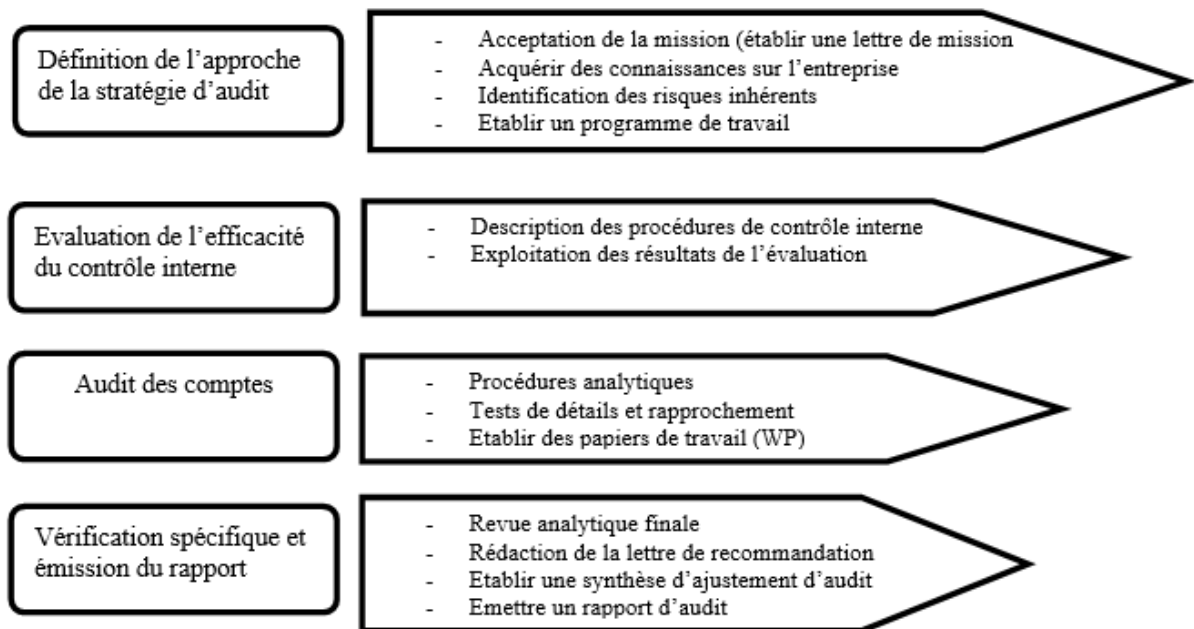 Définition de l’approche
de la stratégie d’audit
- Acceptation de la mission (établir une lettre de mission
- Acquérir des connaissances sur l’entreprise
- Identification des risques inhérents
- Etablir un programme de travail
Evaluation de l’efficacité
du contrôle interne
- Description des procédures de contrôle interne
- Exploitation des résultats de l’évaluation
Audit des comptes
- Procédures analytiques
- Tests de détails et rapprochement
- Etablir des papiers de travail (WP)
Vérification spécifique et
émission du rapport
- Revue analytique finale
- Rédaction de la lettre de recommandation
- Etablir une synthèse d’ajustement d’audit
- Emettre un rapport d’audit